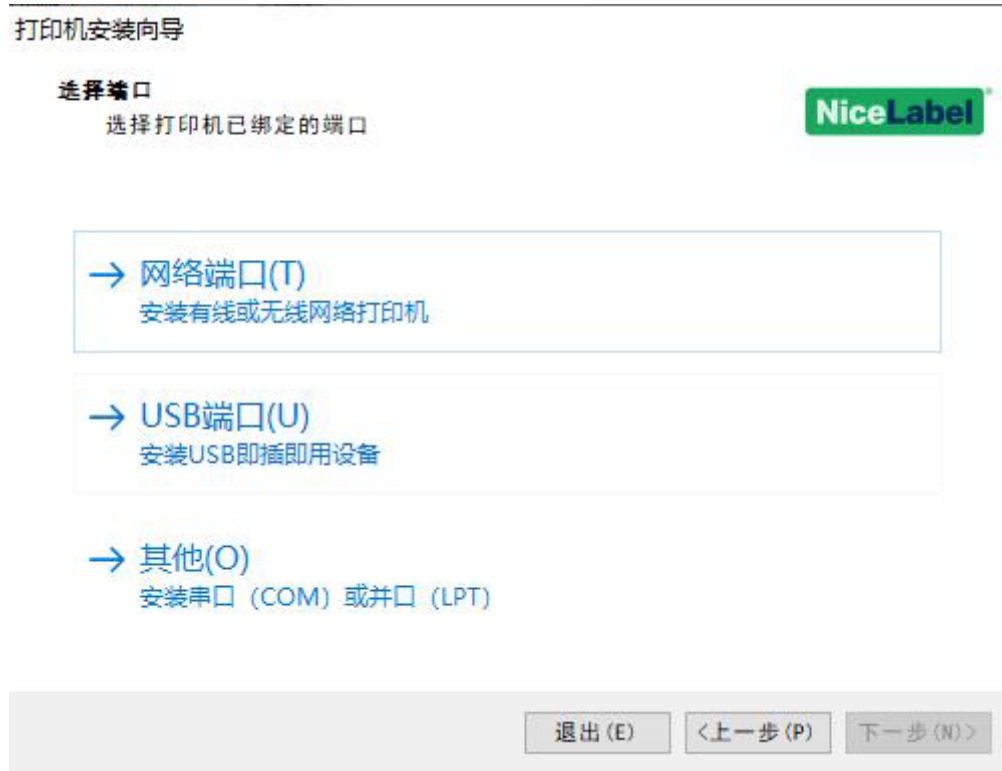 打印机安装向导
选择端口
选择打印机已绑定的端口
NiceLabel
网络端口(T)
安装有线或无线网络打印机
USB端口(U)
安装USB即插即用设备
其他(O)
安装串口（COM）或并口（LPT）
退出(E)
<上一步(P)
下一步(N)>